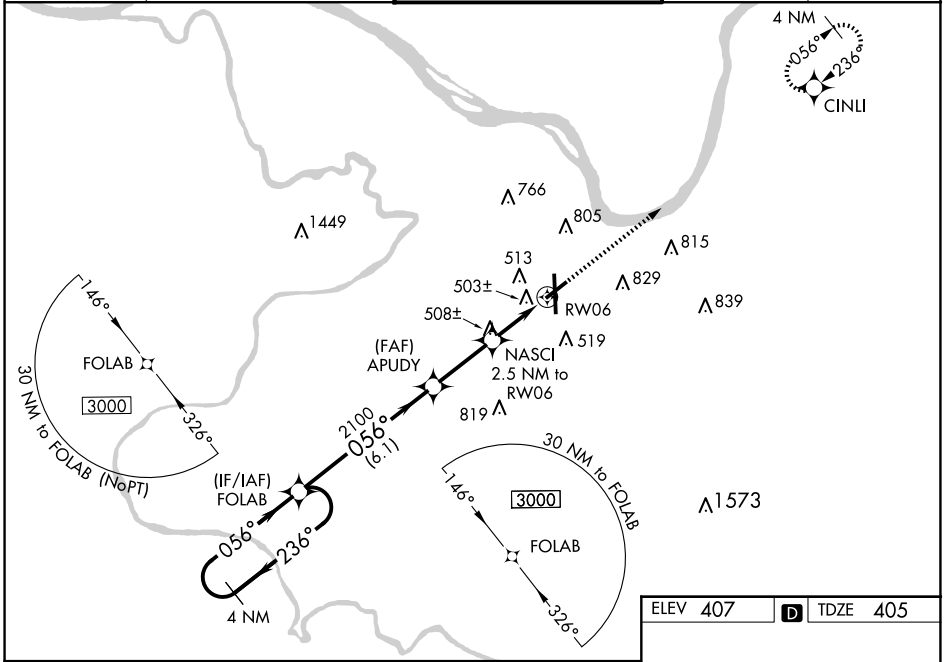 4 NM
056°
236°
CINLI
766
1449
805
815
513
829
503±
839
RW06
508±
519
146°
(FAF)
APUDY
NASCI
2.5 NM to
RW06
FOLAB
3000
819
326°
30 NM to FOLAB (NoPT)
2100
056°
(6.1)
30 NM to FOLAB
(IF/IAF)
FOLAB
146°
3000
1573
056°
236°
FOLAB
4 NM
326°
ELEV 407 D TDZE 405